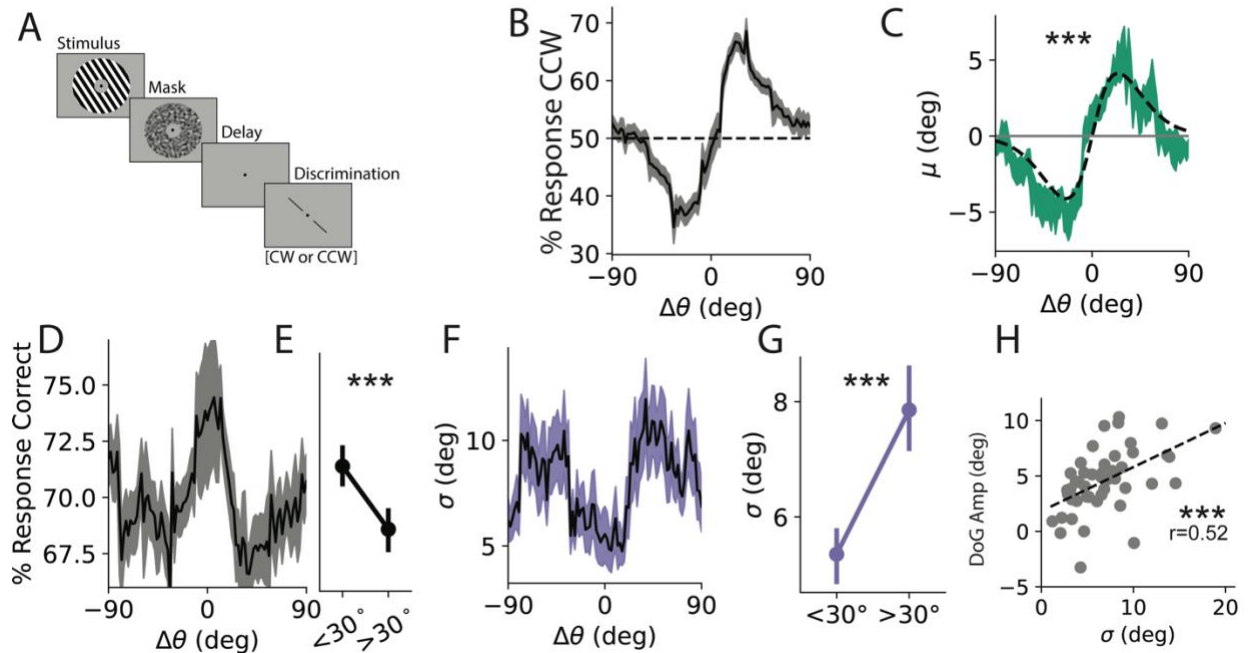 A
Stimulus
Mask
Delay
Discrimination
[CW or CCW]
B
% Response CCW
70
60
50
40
30
−90
0
90
Δθ (deg)
C
***
μ (deg)
5
0
−5
−90
0
90
Δθ (deg)
D
% Response Correct
75.0
72.5
70.0
67.5
−90
0
90
Δθ (deg)
E
***
<30°
>30°
F
σ (deg)
10
5
−90
0
90
Δθ (deg)
G
***
σ (deg)
8
6
<30°
>30°
H
DoG Amp (deg)
10
5
0
−5
***
r=0.52
0
10
20
σ (deg)